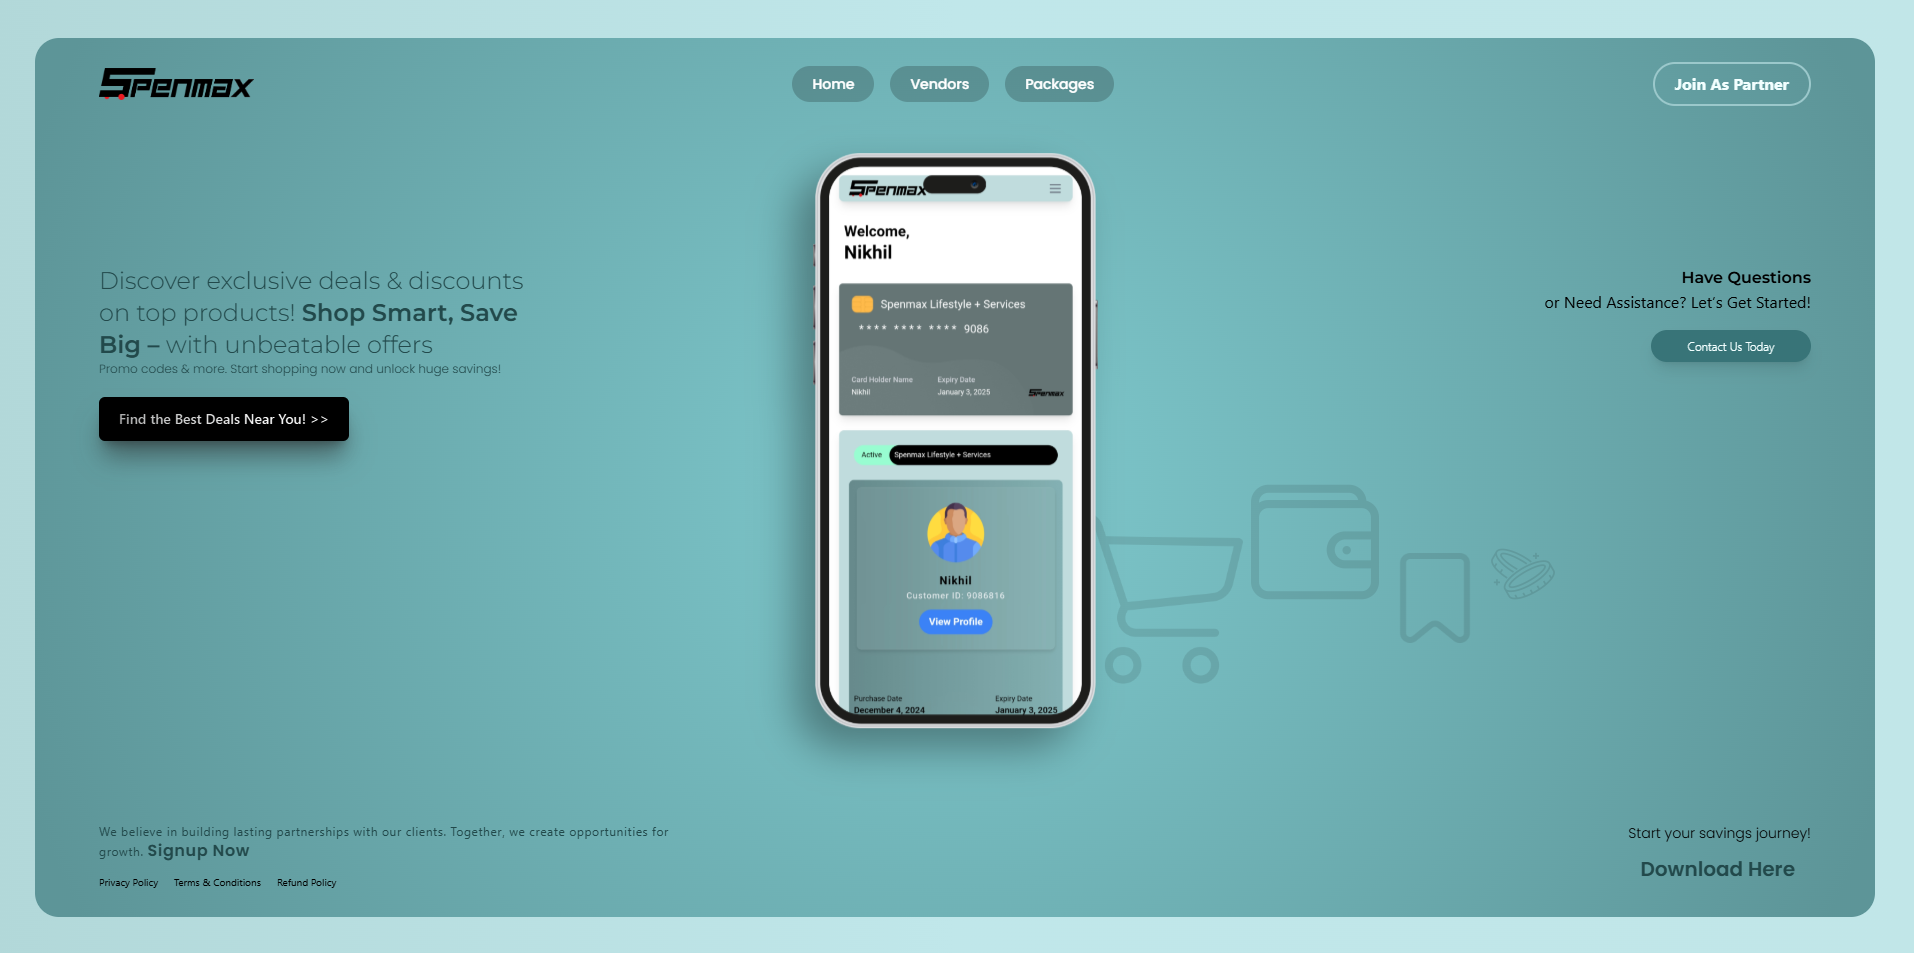 Spenmax
Home
Vendors
Packages
Join As Partner
Discover exclusive deals & discounts
on top products! Shop Smart, Save
Big – with unbeatable offers
Promo codes & more. Start shopping now and unlock huge savings!
Find the Best Deals Near You! >>
Spenmax
Welcome,
Nikhil
Spenmax Lifestyle + Services
**** **** **** 9086
Card Holder Name
Expiry Date
Nikhil
January 3, 2025
Spenmax
Active
Spenmax Lifestyle + Services
Nikhil
Customer ID: 9086816
View Profile
Purchase Date
Expiry Date
December 4, 2024
January 3, 2025
Have Questions
or Need Assistance? Let's Get Started!
Contact Us Today
We believe in building lasting partnerships with our clients. Together, we create opportunities for
growth. Signup Now
Privacy Policy
Terms & Conditions
Refund Policy
Start your savings journey!
Download Here